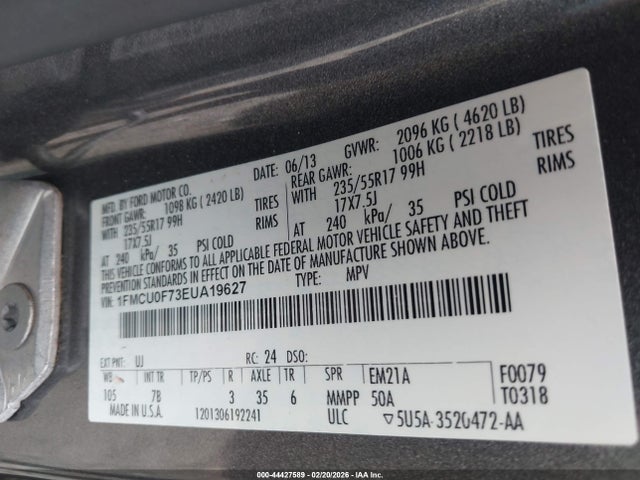 MFD. BY FORD MOTOR CO.
DATE: 06/13 GVWR: 2096 KG ( 4620 LB)
FRONT GAWR: 1098 KG ( 2420 LB)
REAR GAWR: 1006 KG ( 2218 LB)
WITH 235/55R17 99H TIRES
WITH 235/55R17 99H TIRES
17X7.5J RIMS
17X7.5J RIMS
AT 240 kPa/ 35 PSI COLD
AT 240 kPa/ 35 PSI COLD
THIS VEHICLE CONFORMS TO ALL APPLICABLE FEDERAL MOTOR VEHICLE SAFETY AND THEFT
PREVENTION STANDARDS IN EFFECT ON THE DATE OF MANUFACTURE SHOWN ABOVE.
VIN: 1FMCU0F73EUA19627
TYPE: MPV
EXT PNT: UJ RC: 24 DSO:
WB INT TR TP/PS R AXLE TR SPR EM21A F0079
105 7B 3 35 6 MMPP 50A T0318
MADE IN U.S.A. 1201306192241 ULC ▽5U5A-3520472-AA
000-44427589 - 02/20/2026 - IAA Inc.